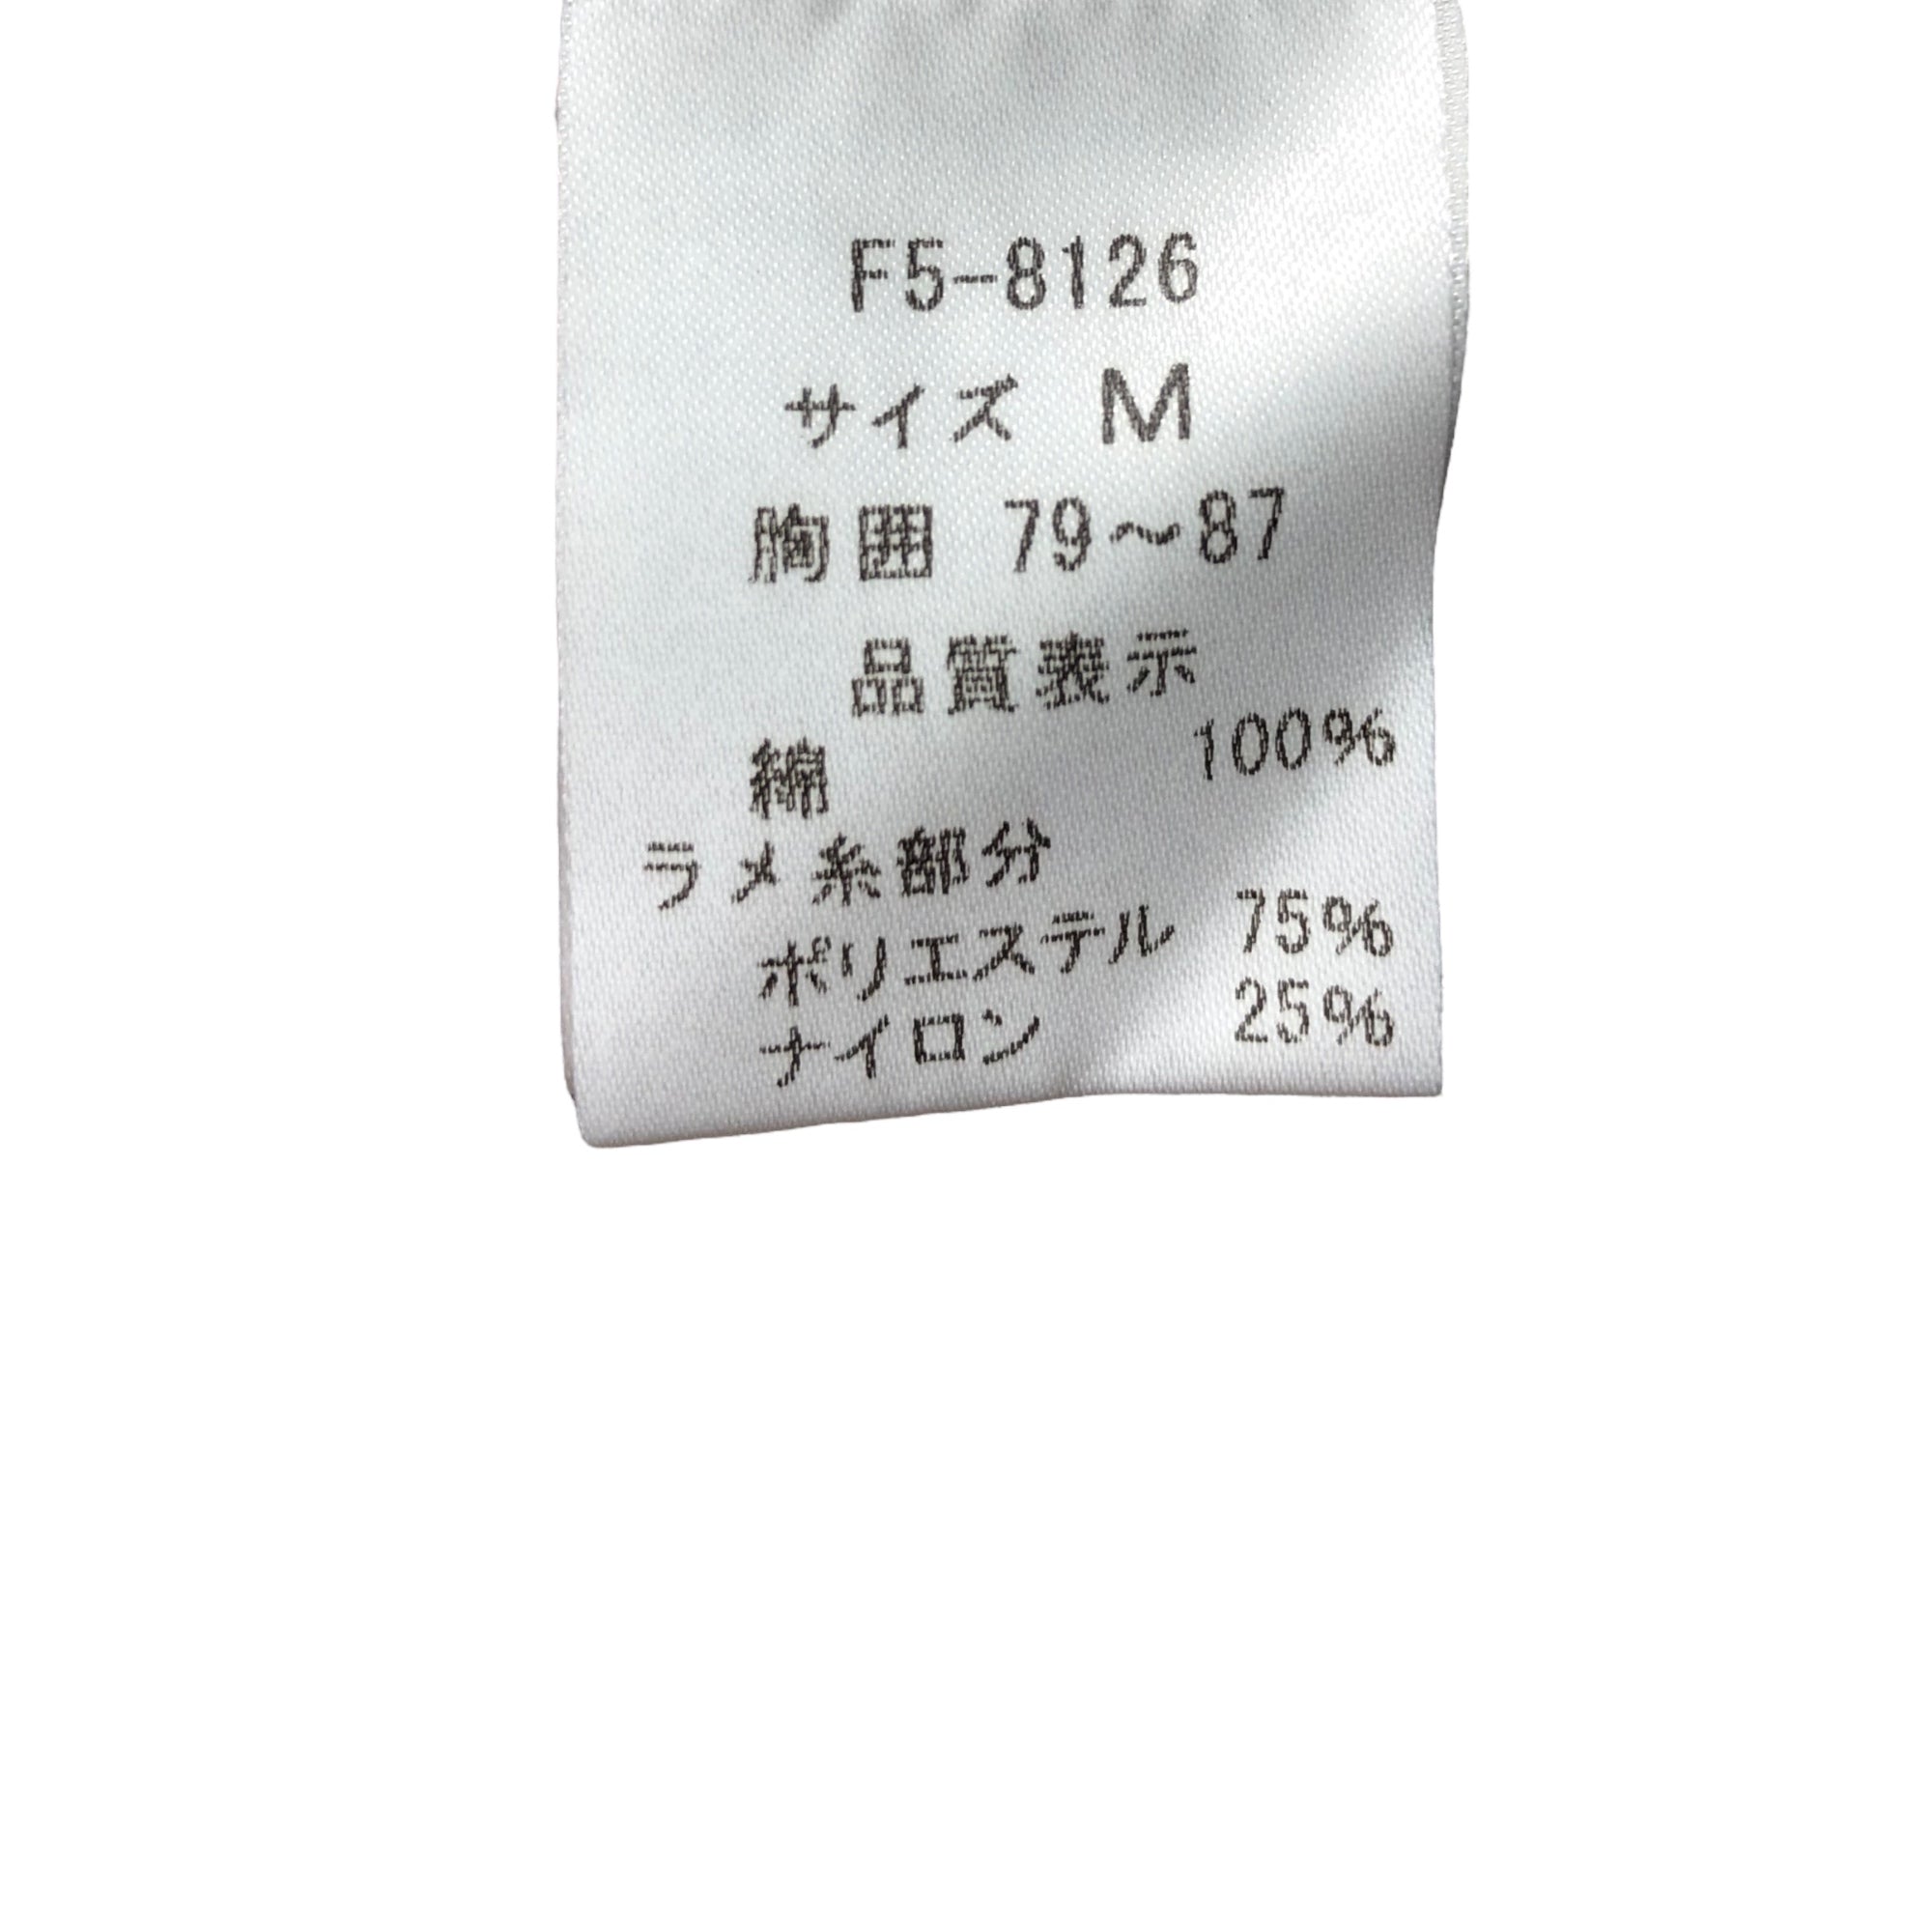 F5-8126
サイズ M
胸囲 79～87
品質表示
綿 100%
ラメ糸部分
ポリエステル 75%
ナイロン 25%